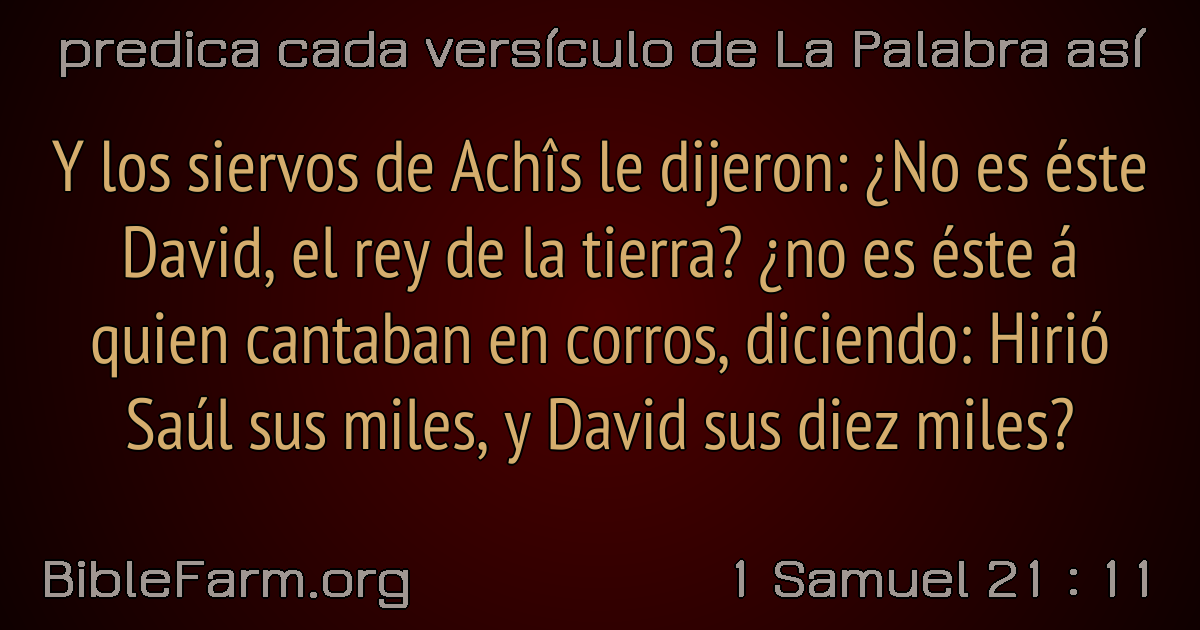 predica cada versículo de La Palabra así
Y los siervos de Achîs le dijeron: ¿No es éste
David, el rey de la tierra? ¿no es éste á
quien cantaban en corros, diciendo: Hirió
Saúl sus miles, y David sus diez miles?
BibleFarm.org
1 Samuel 21 : 11